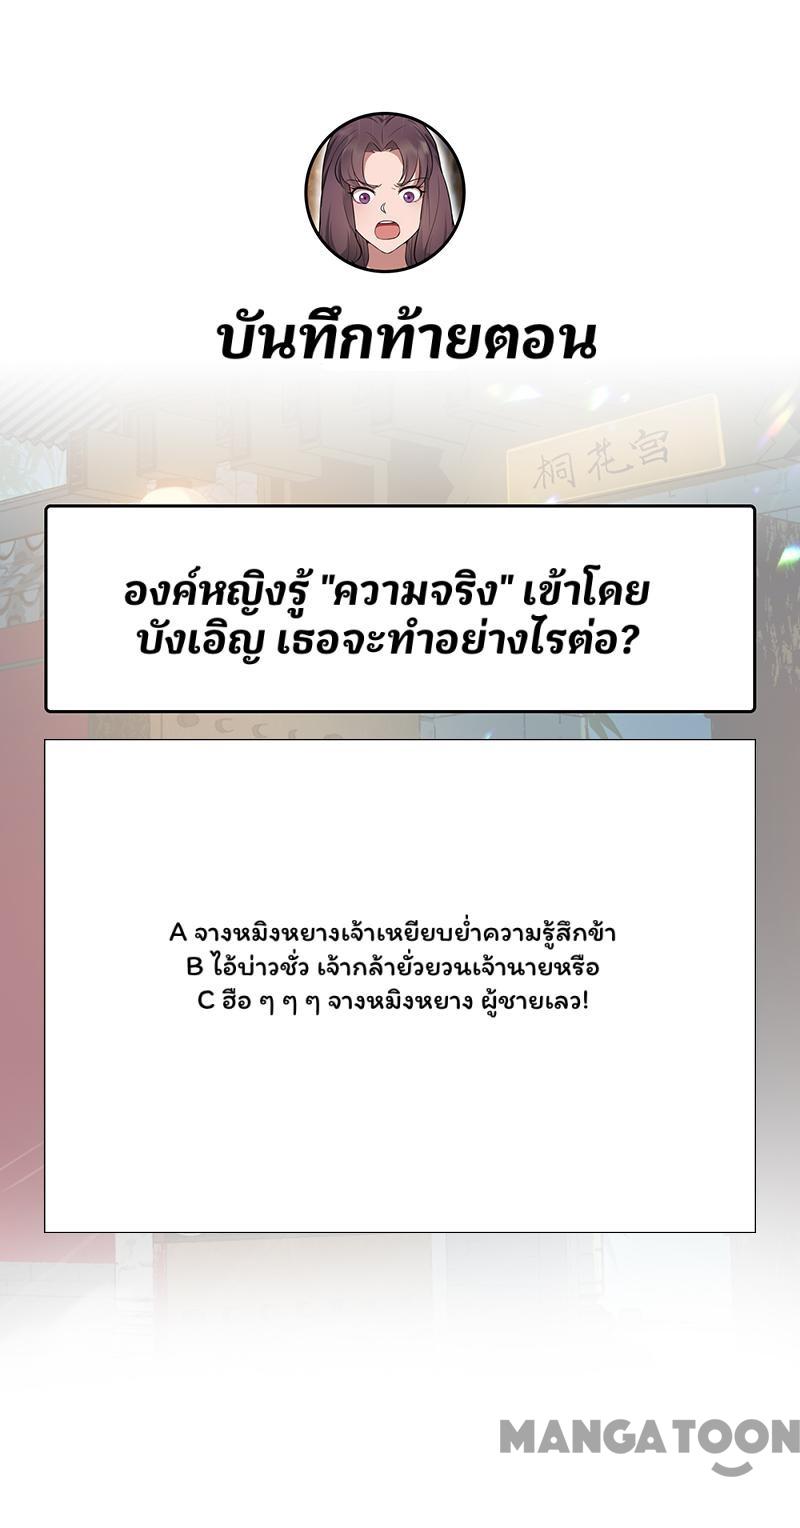 บันทึกท้ายตอน
桐花宫
องค์หญิงรู้ "ความจริง" เข้าโดย
บังเอิญ เธอจะทำอย่างไรต่อ?
A จางหมิงหยางเจ้าเหยียบย่ำความรู้สึกข้า
B ไอ้บ่าวชั่ว เจ้ากล้ายั่วยวนเจ้านายหรือ
C ฮือ ๆ ๆ ๆ จางหมิงหยาง ผู้ชายเลว!
MANGATOON